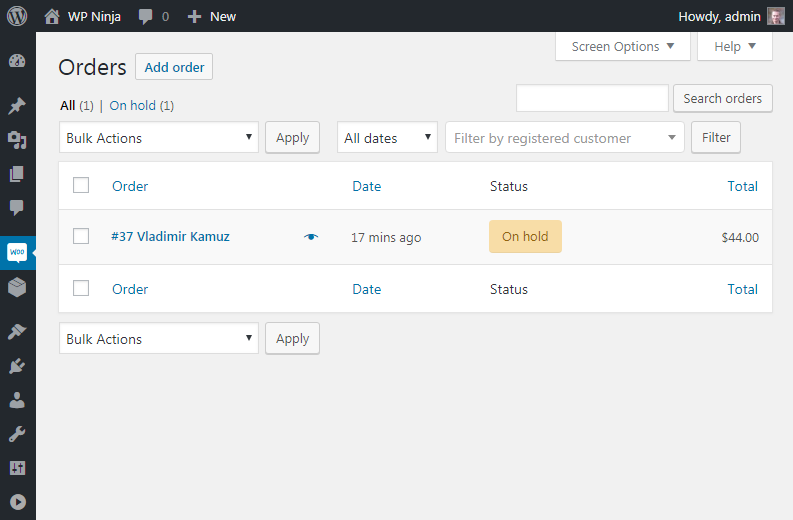 WP Ninja 0 New Howdy, admin
Screen Options Help
Orders Add order
All (1) | On hold (1)
Search orders
Bulk Actions Apply All dates Filter by registered customer Filter
Order Date Status Total
#37 Vladimir Kamuz 17 mins ago On hold $44.00
Order Date Status Total
Bulk Actions Apply
Woo